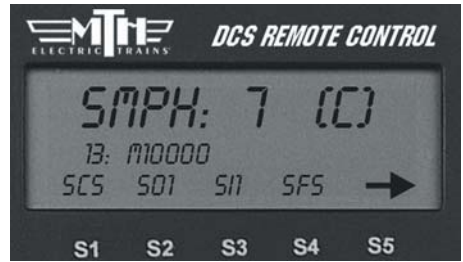 MTH DCS REMOTE CONTROL
ELECTRIC TRAINS
SMPH: 7 (C)
13: M10000
SCS SO1 SI1 SFS
S1 S2 S3 S4 S5